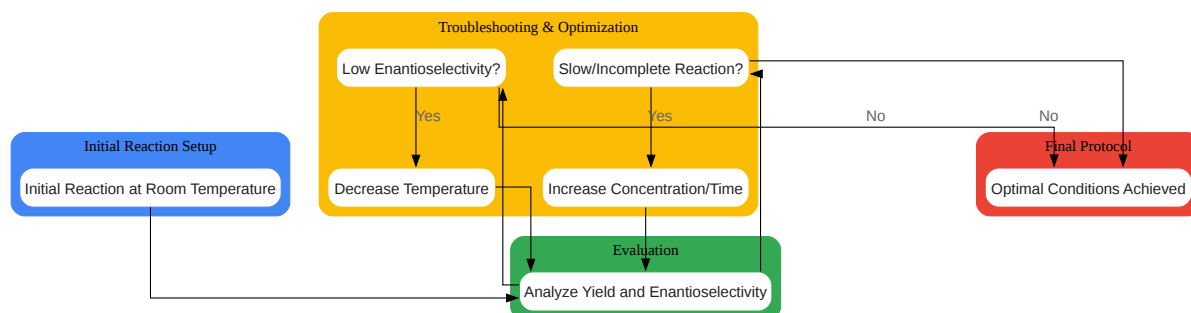 Troubleshooting & Optimization
Low Enantioselectivity?
Slow/Incomplete Reaction?
Yes
Yes
No
No
Initial Reaction Setup
Final Protocol
Initial Reaction at Room Temperature
Decrease Temperature
Increase Concentration/Time
Optimal Conditions Achieved
Evaluation
Analyze Yield and Enantioselectivity